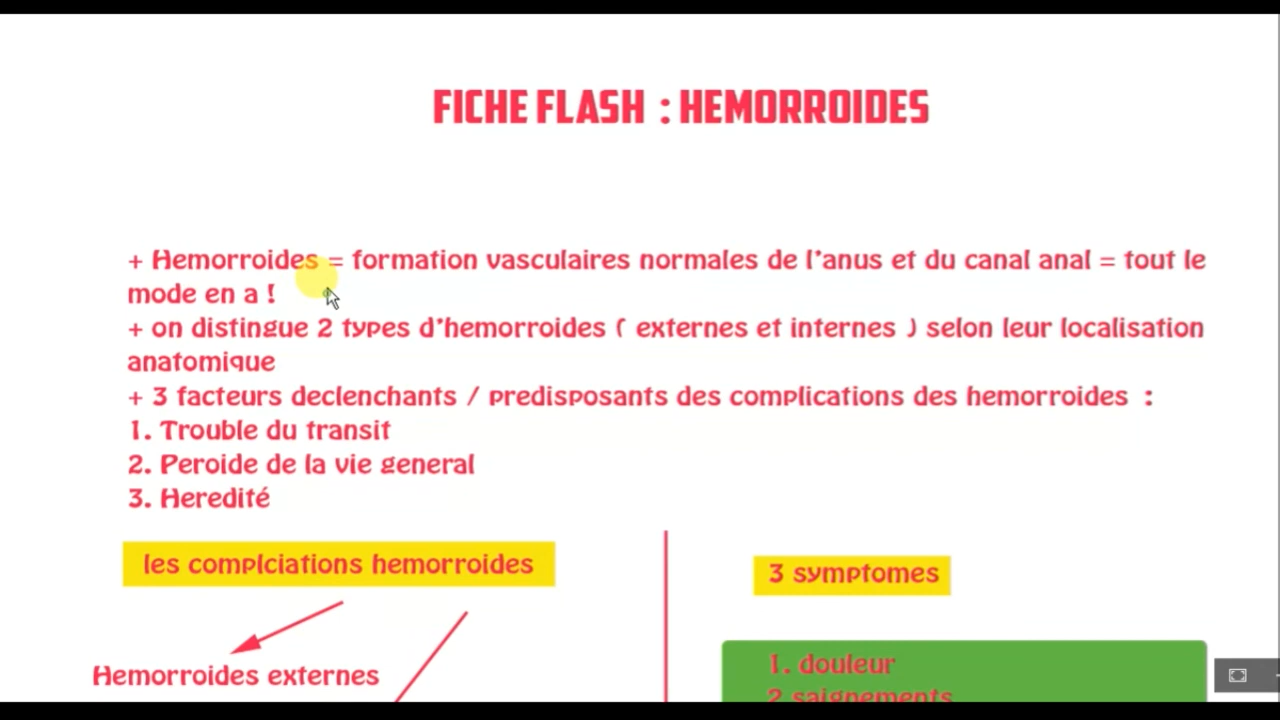 FICHE FLASH : HEMORROIDES
+ Hemorroides = formation vasculaires normales de l'anus et du canal anal = tout le
mode en a !
+ on distingue 2 types d'hemorroides ( externes et internes ) selon leur localisation
anatomique
+ 3 facteurs declenchants / predisposants des complications des hemorroides :
1. Trouble du transit
2. Peroide de la vie general
3. Heredité
les complciations hemorroides
Hemorroides externes
3 symptomes
1. douleur
2 saignements